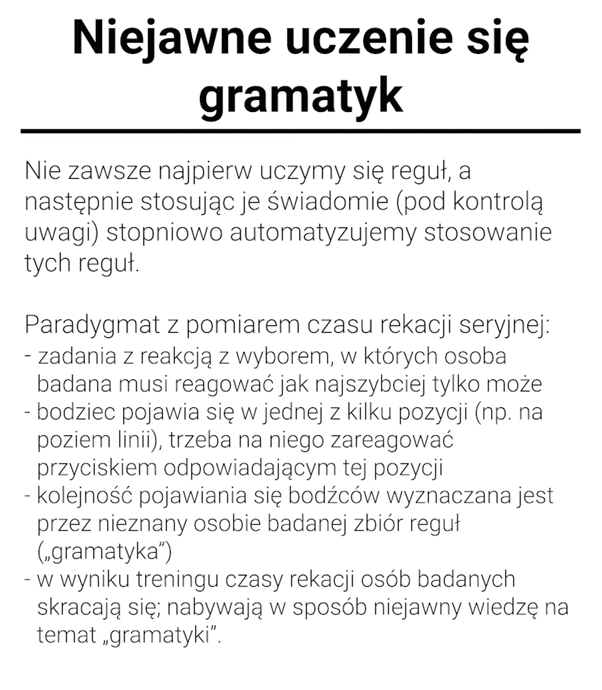 Niejawne uczenie się
gramatyk
Nie zawsze najpierw uczymy się reguł, a
następnie stosując je świadomie (pod kontrolą
uwagi) stopniowo automatyzujemy stosowanie
tych reguł.
Paradygmat z pomiarem czasu rekacji seryjnej:
- zadania z reakcją z wyborem, w których osoba
badana musi reagować jak najszybciej tylko może
- bodziec pojawia się w jednej z kilku pozycji (np. na
poziem linii), trzeba na niego zareagować
przyciskiem odpowiadającym tej pozycji
- kolejność pojawiania się bodźców wyznaczana jest
przez nieznany osobie badanej zbiór reguł
(„gramatyka”)
- w wyniku treningu czasy rekacji osób badanych
skracają się; nabywają w sposób niejawny wiedzę na
temat „gramatyki”.